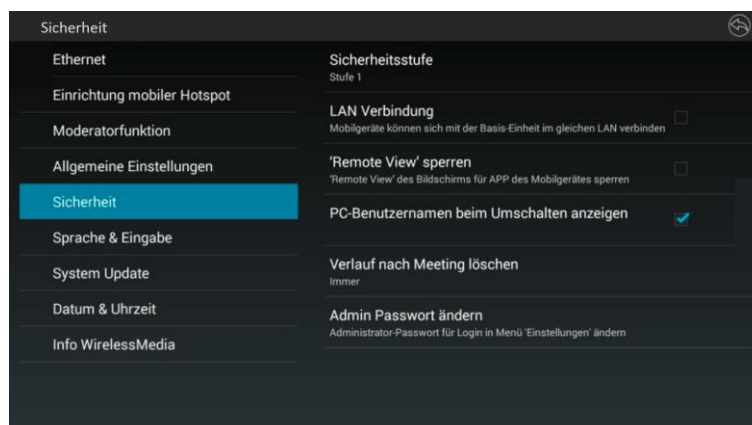 Sicherheit
Ethernet
Einrichtung mobiler Hotspot
Moderatorfunktion
Allgemeine Einstellungen
Sicherheit
Sprache & Eingabe
System Update
Datum & Uhrzeit
Info WirelessMedia
Sicherheitsstufe
Stufe 1
LAN Verbindung
Mobilgeräte können sich mit der Basis-Einheit im gleichen LAN verbinden
'Remote View' sperren
'Remote View' des Bildschirms für APP des Mobilgerätes sperren
PC-Benutzernamen beim Umschalten anzeigen
Verlauf nach Meeting löschen
Immer
Admin Passwort ändern
Administrator-Passwort für Login in Menü 'Einstellungen' ändern